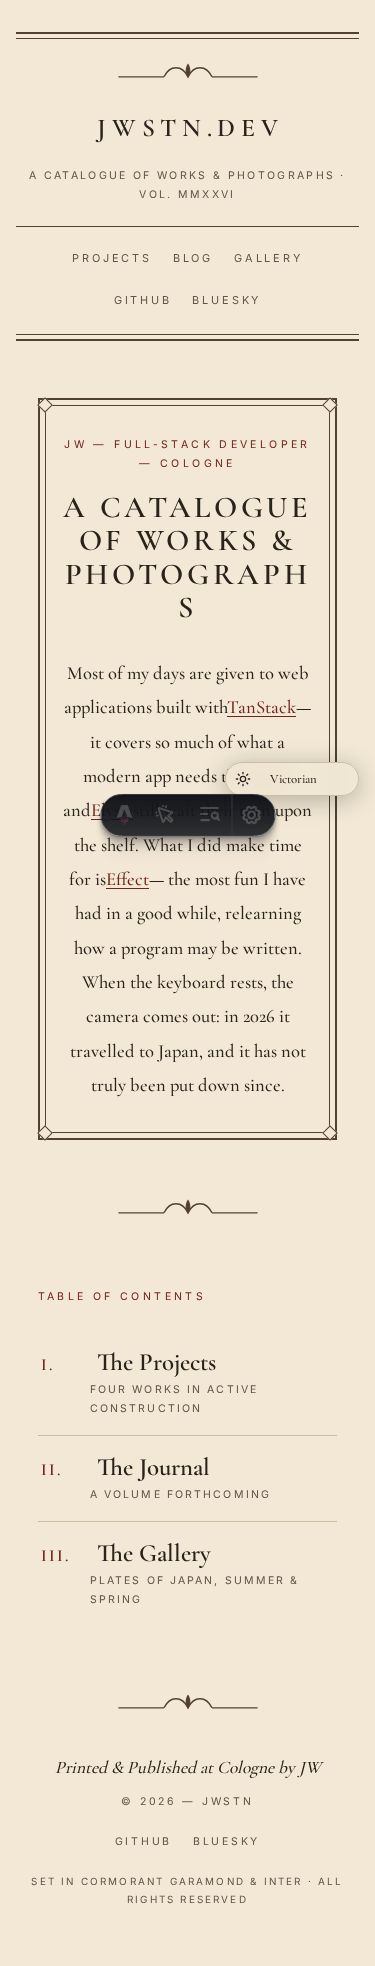 JWSTN.DEV
A CATALOGUE OF WORKS & PHOTOGRAPHS ·
VOL. MMXXVI
PROJECTS BLOG GALLERY
GITHUB BLUESKY
JW — FULL-STACK DEVELOPER
— COLOGNE
A CATALOGUE
OF WORKS &
PHOTOGRAPH
S
Most of my days are given to web
applications built withTanStack—
it covers so much of what a
modern app needs
Victorian
and upon
the shelf. What I did make time
for isEffect— the most fun I have
had in a good while, relearning
how a program may be written.
When the keyboard rests, the
camera comes out: in 2026 it
travelled to Japan, and it has not
truly been put down since.
TABLE OF CONTENTS
I. The Projects
FOUR WORKS IN ACTIVE
CONSTRUCTION
II. The Journal
A VOLUME FORTHCOMING
III. The Gallery
PLATES OF JAPAN, SUMMER &
SPRING
Printed & Published at Cologne by JW
© 2026 — JWSTN
GITHUB BLUESKY
SET IN CORMORANT GARAMOND & INTER · ALL
RIGHTS RESERVED